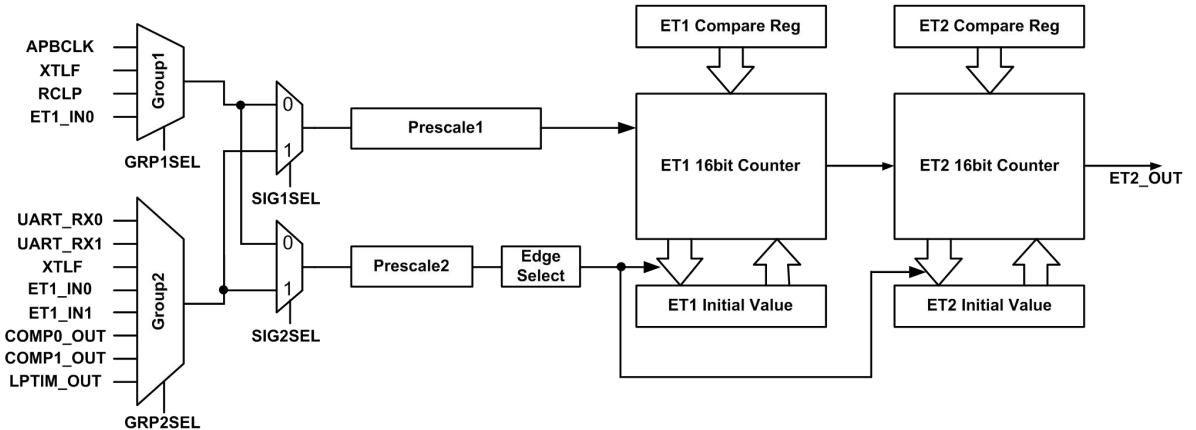 ET1 Compare Reg
ET2 Compare Reg
APBCLK
XTLF
RCLP
ET1_IN0
Group1
GRP1SEL
0
1
SIG1SEL
Prescale1
ET1 16bit Counter
ET2 16bit Counter
ET2_OUT
UART_RX0
UART_RX1
XTLF
ET1_IN0
ET1_IN1
COMP0_OUT
COMP1_OUT
LPTIM_OUT
Group2
GRP2SEL
0
1
SIG2SEL
Prescale2
Edge
Select
ET1 Initial Value
ET2 Initial Value